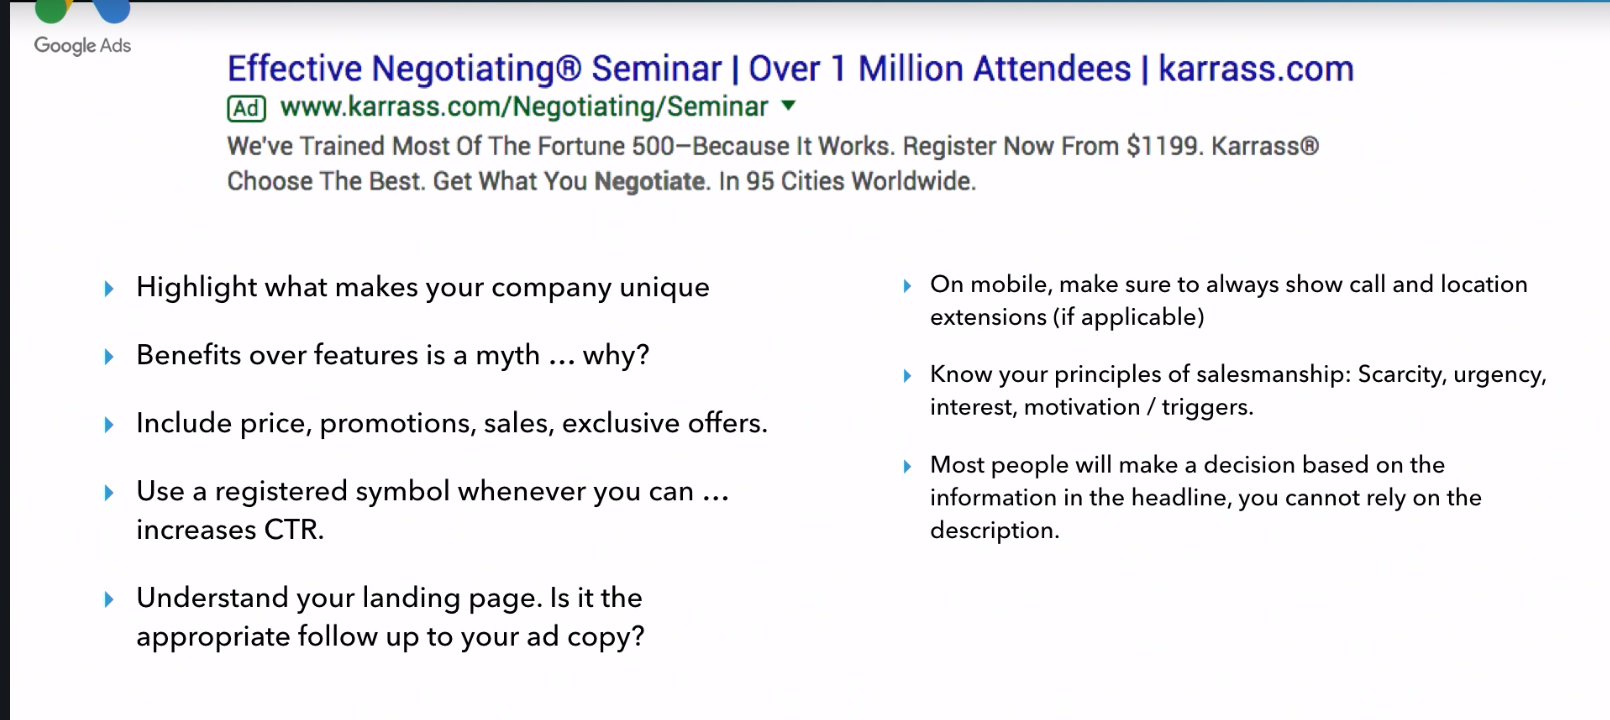 Google Ads
Effective Negotiating® Seminar | Over 1 Million Attendees | karrass.com
Ad www.karrass.com/Negotiating/Seminar
We've Trained Most Of The Fortune 500–Because It Works. Register Now From $1199. Karrass®
Choose The Best. Get What You Negotiate. In 95 Cities Worldwide.
Highlight what makes your company unique
Benefits over features is a myth … why?
Include price, promotions, sales, exclusive offers.
Use a registered symbol whenever you can …
increases CTR.
Understand your landing page. Is it the
appropriate follow up to your ad copy?
On mobile, make sure to always show call and location
extensions (if applicable)
Know your principles of salesmanship: Scarcity, urgency,
interest, motivation / triggers.
Most people will make a decision based on the
information in the headline, you cannot rely on the
description.